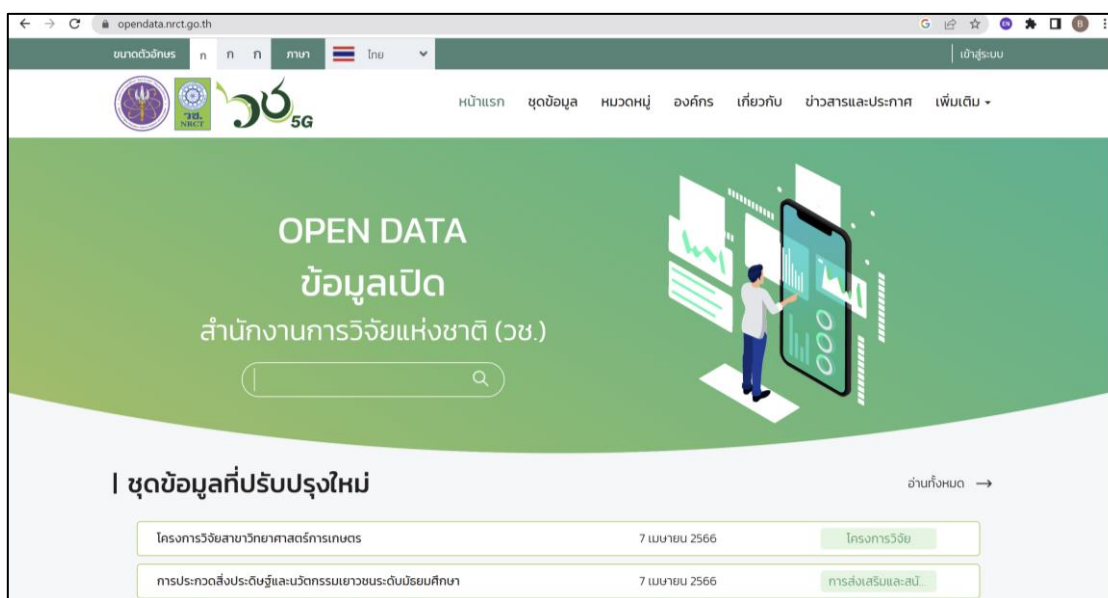 opendata.nrct.go.th
ขนาดตัวอักษร ก ก ก ภาษา ไทย เข้าสู่ระบบ
วช.
NRCT
วช 5G
หน้าแรก ชุดข้อมูล หมวดหมู่ องค์กร เกี่ยวกับ ข่าวสารและประกาศ เพิ่มเติม
OPEN DATA
ข้อมูลเปิด
สำนักงานการวิจัยแห่งชาติ (วช.)
ชุดข้อมูลที่ปรับปรุงใหม่ อ่านทั้งหมด →
โครงการวิจัยสาขาวิทยาศาสตร์การเกษตร 7 เมษายน 2566 โครงการวิจัย
การประกวดสิ่งประดิษฐ์และนวัตกรรมเยาวชนระดับมัธยมศึกษา 7 เมษายน 2566 การส่งเสริมและสนั...